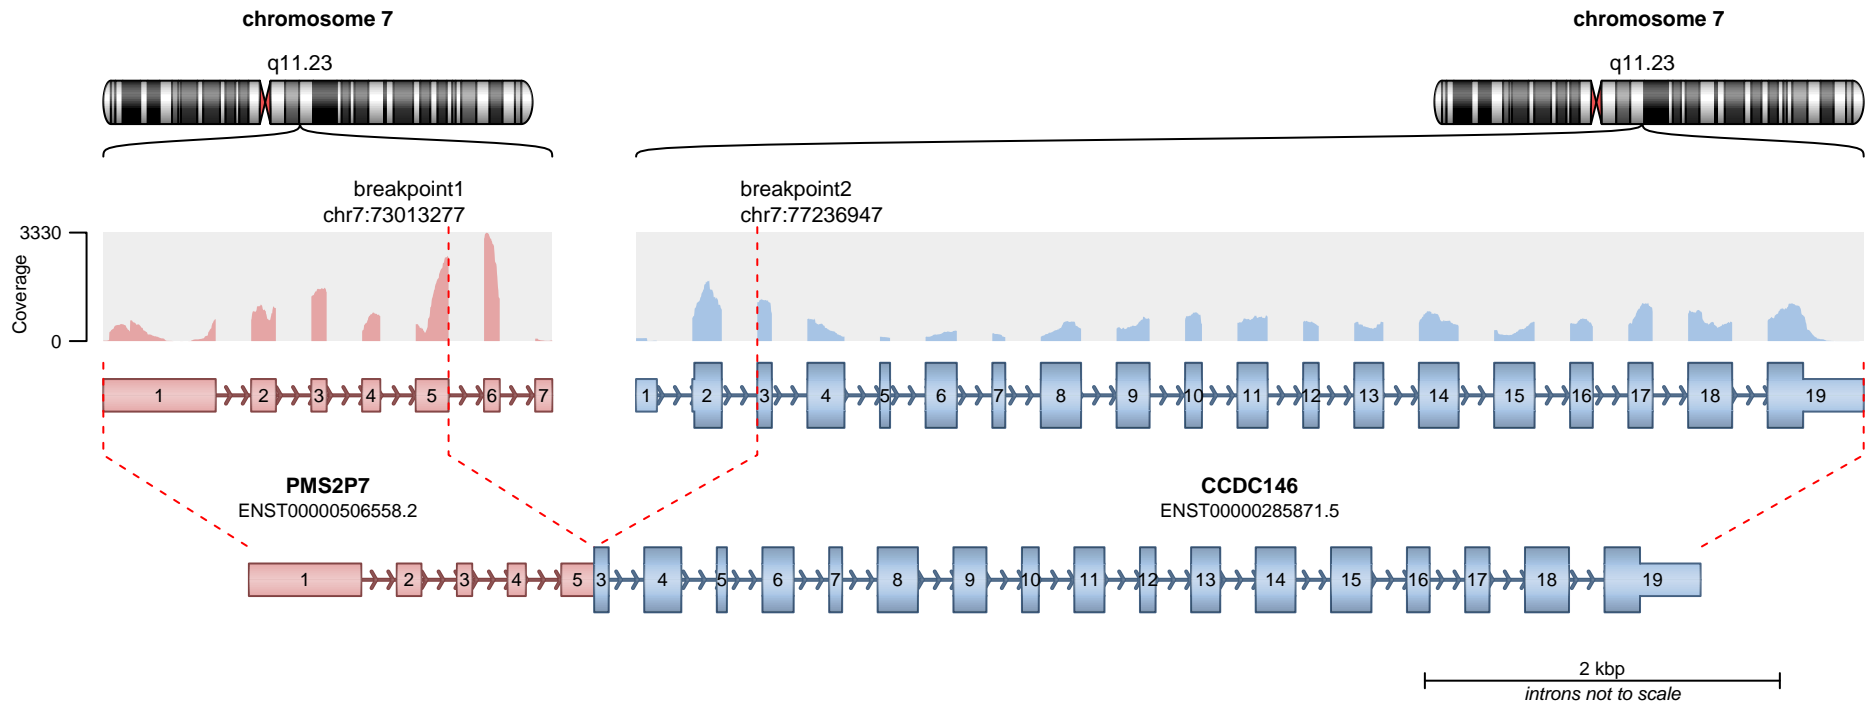 chromosome 7
chromosome 7
q11.23
q11.23
breakpoint1
chr7:73013277
breakpoint2
chr7:77236947
3330
Coverage
0
1 2 3 4 5 6 7
1 2 3 4 5 6 7 8 9 10 11 12 13 14 15 16 17 18 19
PMS2P7
ENST00000506558.2
CCDC146
ENST00000285871.5
1 2 3 4 5 3 4 5 6 7 8 9 10 11 12 13 14 15 16 17 18 19
2 kbp
introns not to scale